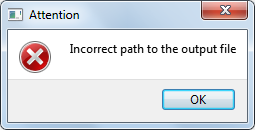 Attention
Incorrect path to the output file
OK